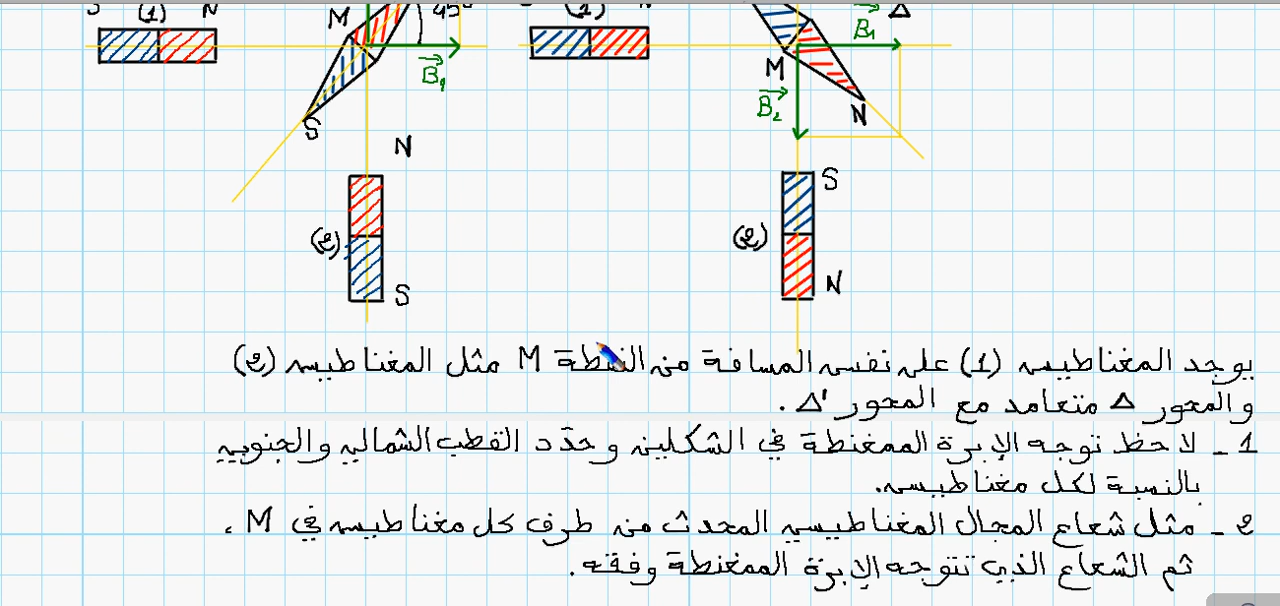 S (1) N
M
45°
B₁
S
N
(2)
S
(1)
Δ
B₁
M
B₂
N
S
(2)
N
يوجد المغناطيس (1) على نفس المسافة من النقطة M مثل المغناطيس (2)
والمحور Δ متعامد مع المحور Δ'.
1 - لاحظ توجه الإبرة الممغنطة في الشكلين وحدّد القطب الشمالي والجنوبي
بالنسبة لكل مغناطيس.
2 - مثل شعاع المجال المغناطيسي المحدث من طرف كل مغناطيس في M،
ثم الشعاع الذي تتوجه الإبرة الممغنطة وفقه.